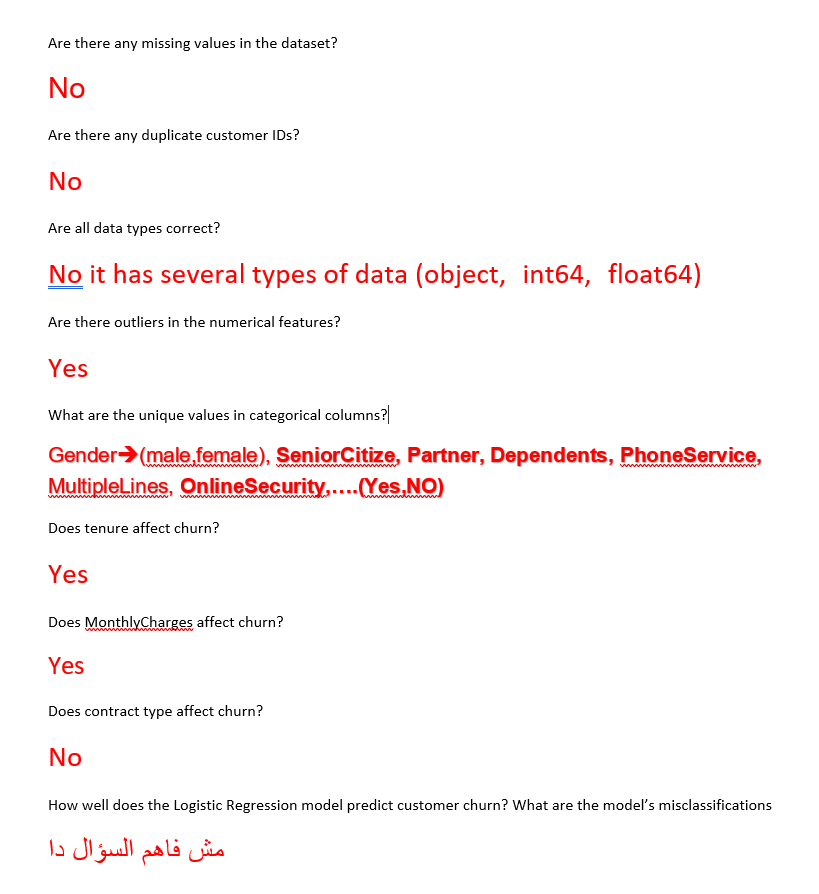 Are there any missing values in the dataset?
No
Are there any duplicate customer IDs?
No
Are all data types correct?
No it has several types of data (object, int64, float64)
Are there outliers in the numerical features?
Yes
What are the unique values in categorical columns?
Gender➔(male,female), SeniorCitize, Partner, Dependents, PhoneService,
MultipleLines, OnlineSecurity,….(Yes,NO)
Does tenure affect churn?
Yes
Does MonthlyCharges affect churn?
Yes
Does contract type affect churn?
No
How well does the Logistic Regression model predict customer churn? What are the model’s misclassifications
مش فاهم السؤال دا